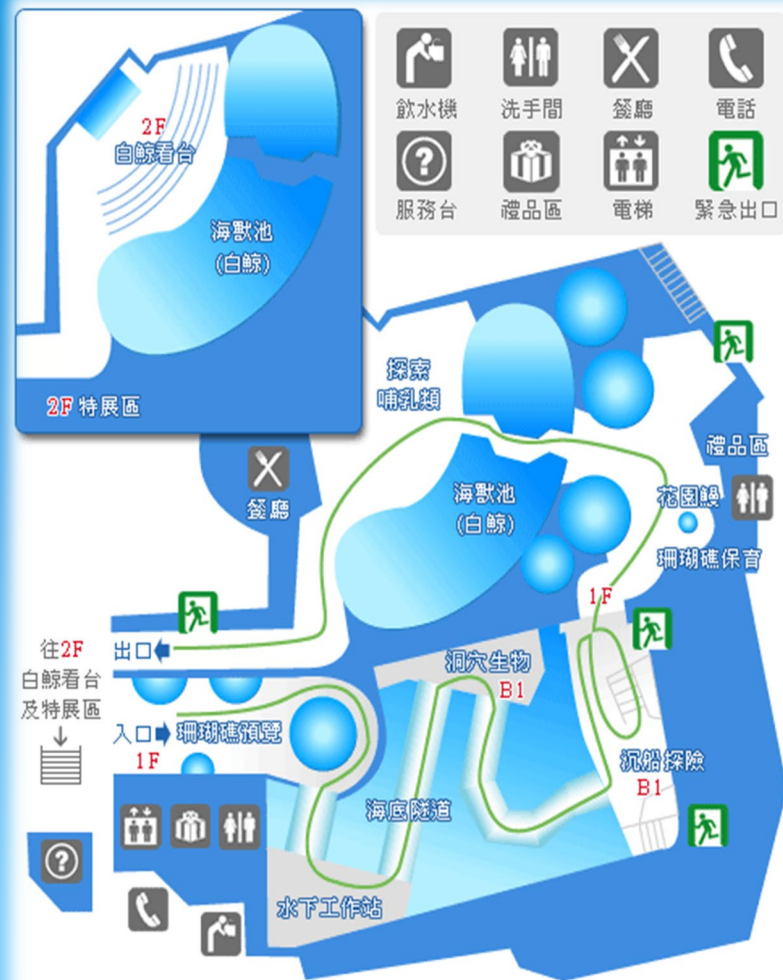 2F
白鯨看台
海獸池
(白鯨)
2F 特展區
飲水機
洗手間
餐廳
電話
服務台
禮品區
電梯
緊急出口
探索
哺乳類
禮品區
餐廳
海獸池
(白鯨)
花園鰻
珊瑚礁保育
1F
往2F
白鯨看台
及特展區
出口
洞穴生物
B1
入口
1F
珊瑚礁預覽
沉船探險
B1
海底隧道
水下工作站